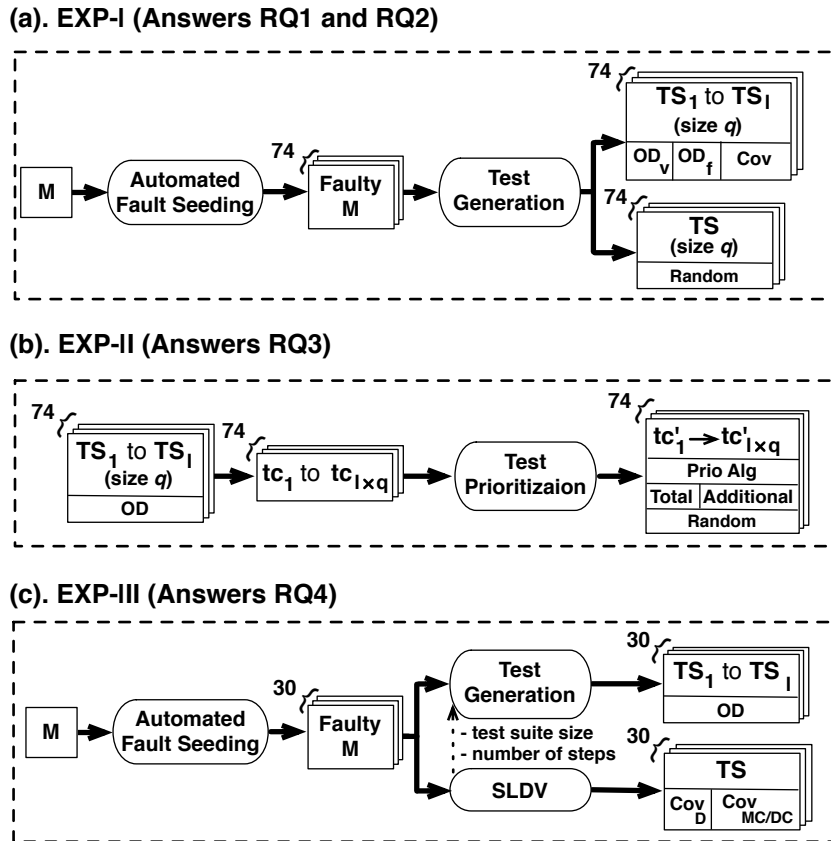 (a). EXP-I (Answers RQ1 and RQ2)
M
Automated
Fault Seeding
74
Faulty
M
Test
Generation
74
TS1 to TSl
(size q)
ODv ODf Cov
74
TS
(size q)
Random
(b). EXP-II (Answers RQ3)
74
TS1 to TSl
(size q)
OD
74
tc1 to tcl×q
Test
Prioritizaion
74
tc'1 → tc'l×q
Prio Alg
Total Additional
Random
(c). EXP-III (Answers RQ4)
M
Automated
Fault Seeding
30
Faulty
M
Test
Generation
- test suite size
- number of steps
SLDV
30
TS1 to TSl
OD
30
TS
CovD CovMC/DC